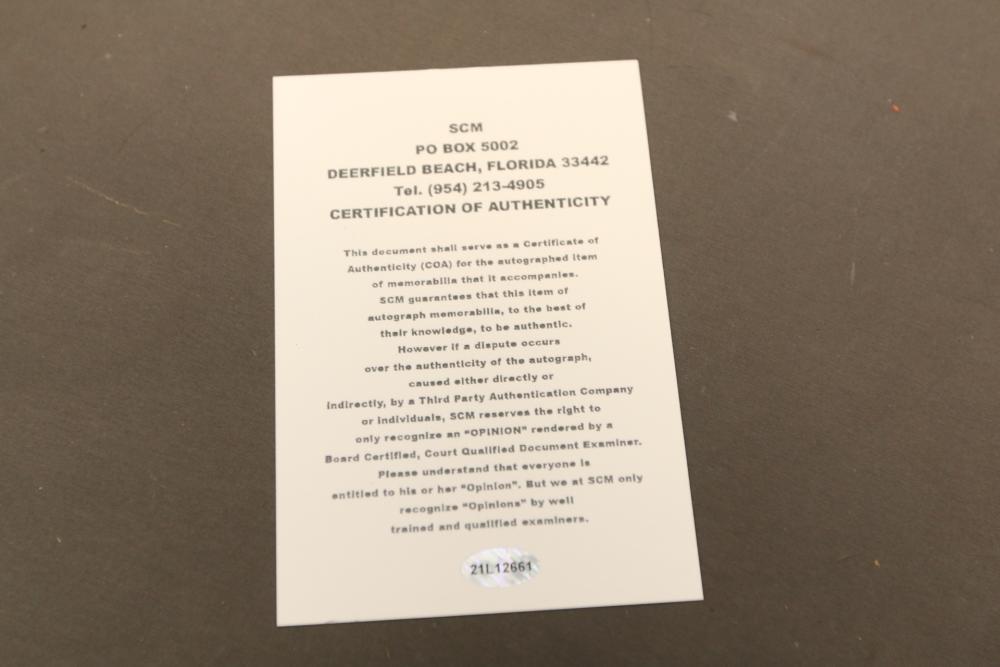 SCM
PO BOX 5002
DEERFIELD BEACH, FLORIDA 33442
Tel. (954) 213-4905
CERTIFICATION OF AUTHENTICITY
This document shall serve as a Certificate of
Authenticity (COA) for the autographed item
of memorabilia that it accompanies.
SCM guarantees that this item of
autograph memorabilia, to the best of
their knowledge, to be authentic.
However if a dispute occurs
over the authenticity of the autograph,
caused either directly or
indirectly, by a Third Party Authentication Company
or individuals, SCM reserves the right to
only recognize an "OPINION" rendered by a
Board Certified, Court Qualified Document Examiner.
Please understand that everyone is
entitled to his or her "Opinion". But we at SCM only
recognize "Opinions" by well
trained and qualified examiners.
21L12661